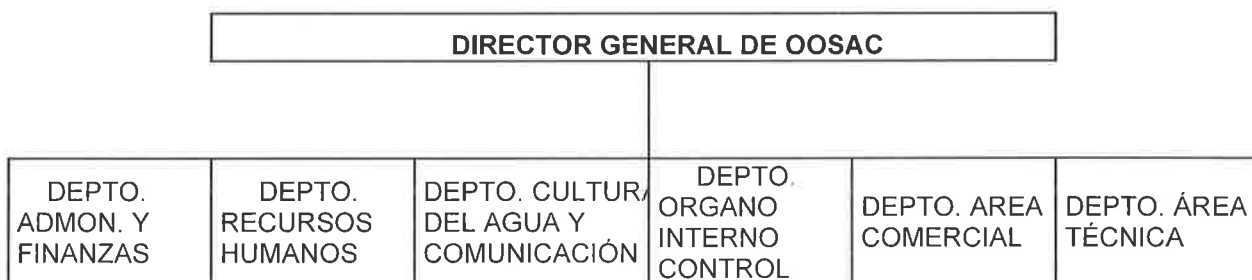 DIRECTOR GENERAL DE OOSAC
DEPTO.
ADMON. Y
FINANZAS
DEPTO.
RECURSOS
HUMANOS
DEPTO. CULTURA
DEL AGUA Y
COMUNICACIÓN
DEPTO.
ORGANO
INTERNO
CONTROL
DEPTO. AREA
COMERCIAL
DEPTO. ÁREA
TÉCNICA